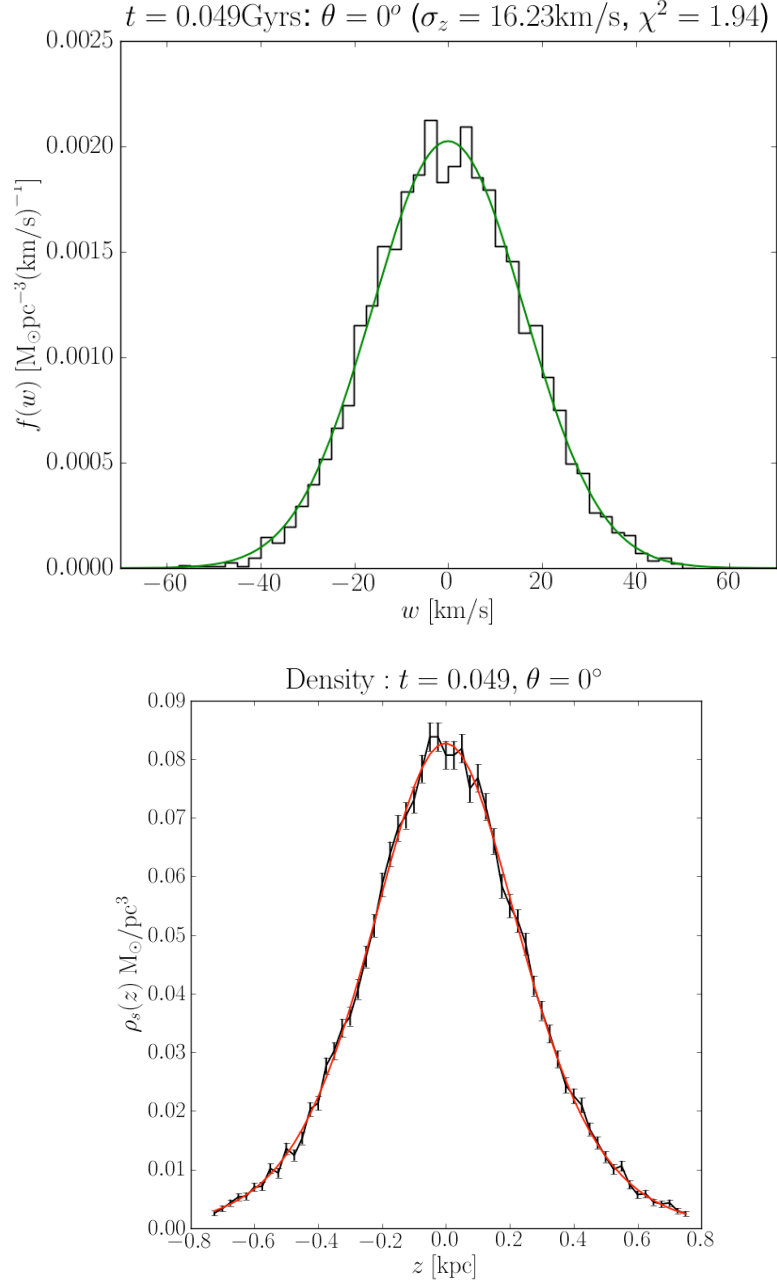 t = 0.049Gyrs: θ = 0° (σ_z = 16.23km/s, χ² = 1.94)
0.0025
0.0020
0.0015
0.0010
0.0005
0.0000
f(w) [M⊙pc⁻³(km/s)⁻¹]
−60 −40 −20 0 20 40 60
w [km/s]
Density : t = 0.049, θ = 0°
0.09
0.08
0.07
0.06
0.05
0.04
0.03
0.02
0.01
0.00
ρ_s(z) M⊙/pc³
−0.8 −0.6 −0.4 −0.2 0.0 0.2 0.4 0.6 0.8
z [kpc]